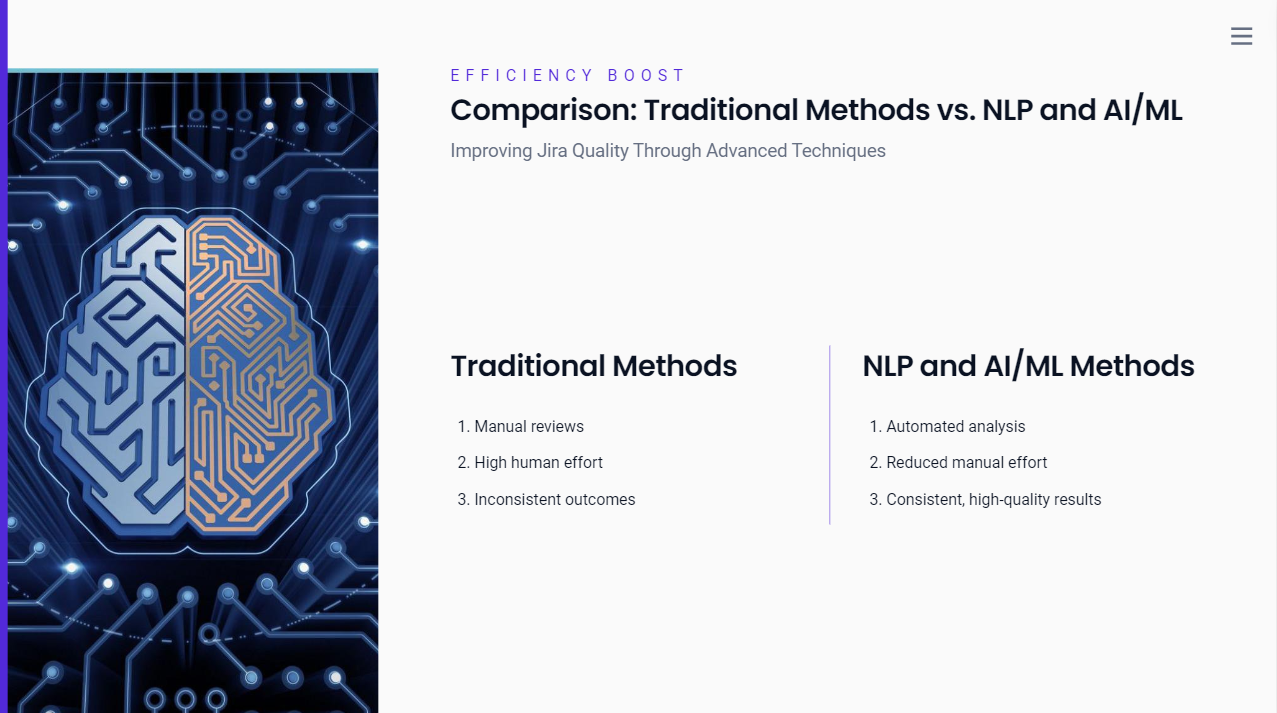 EFFICIENCY BOOST
Comparison: Traditional Methods vs. NLP and AI/ML
Improving Jira Quality Through Advanced Techniques
Traditional Methods
1. Manual reviews
2. High human effort
3. Inconsistent outcomes
NLP and AI/ML Methods
1. Automated analysis
2. Reduced manual effort
3. Consistent, high-quality results